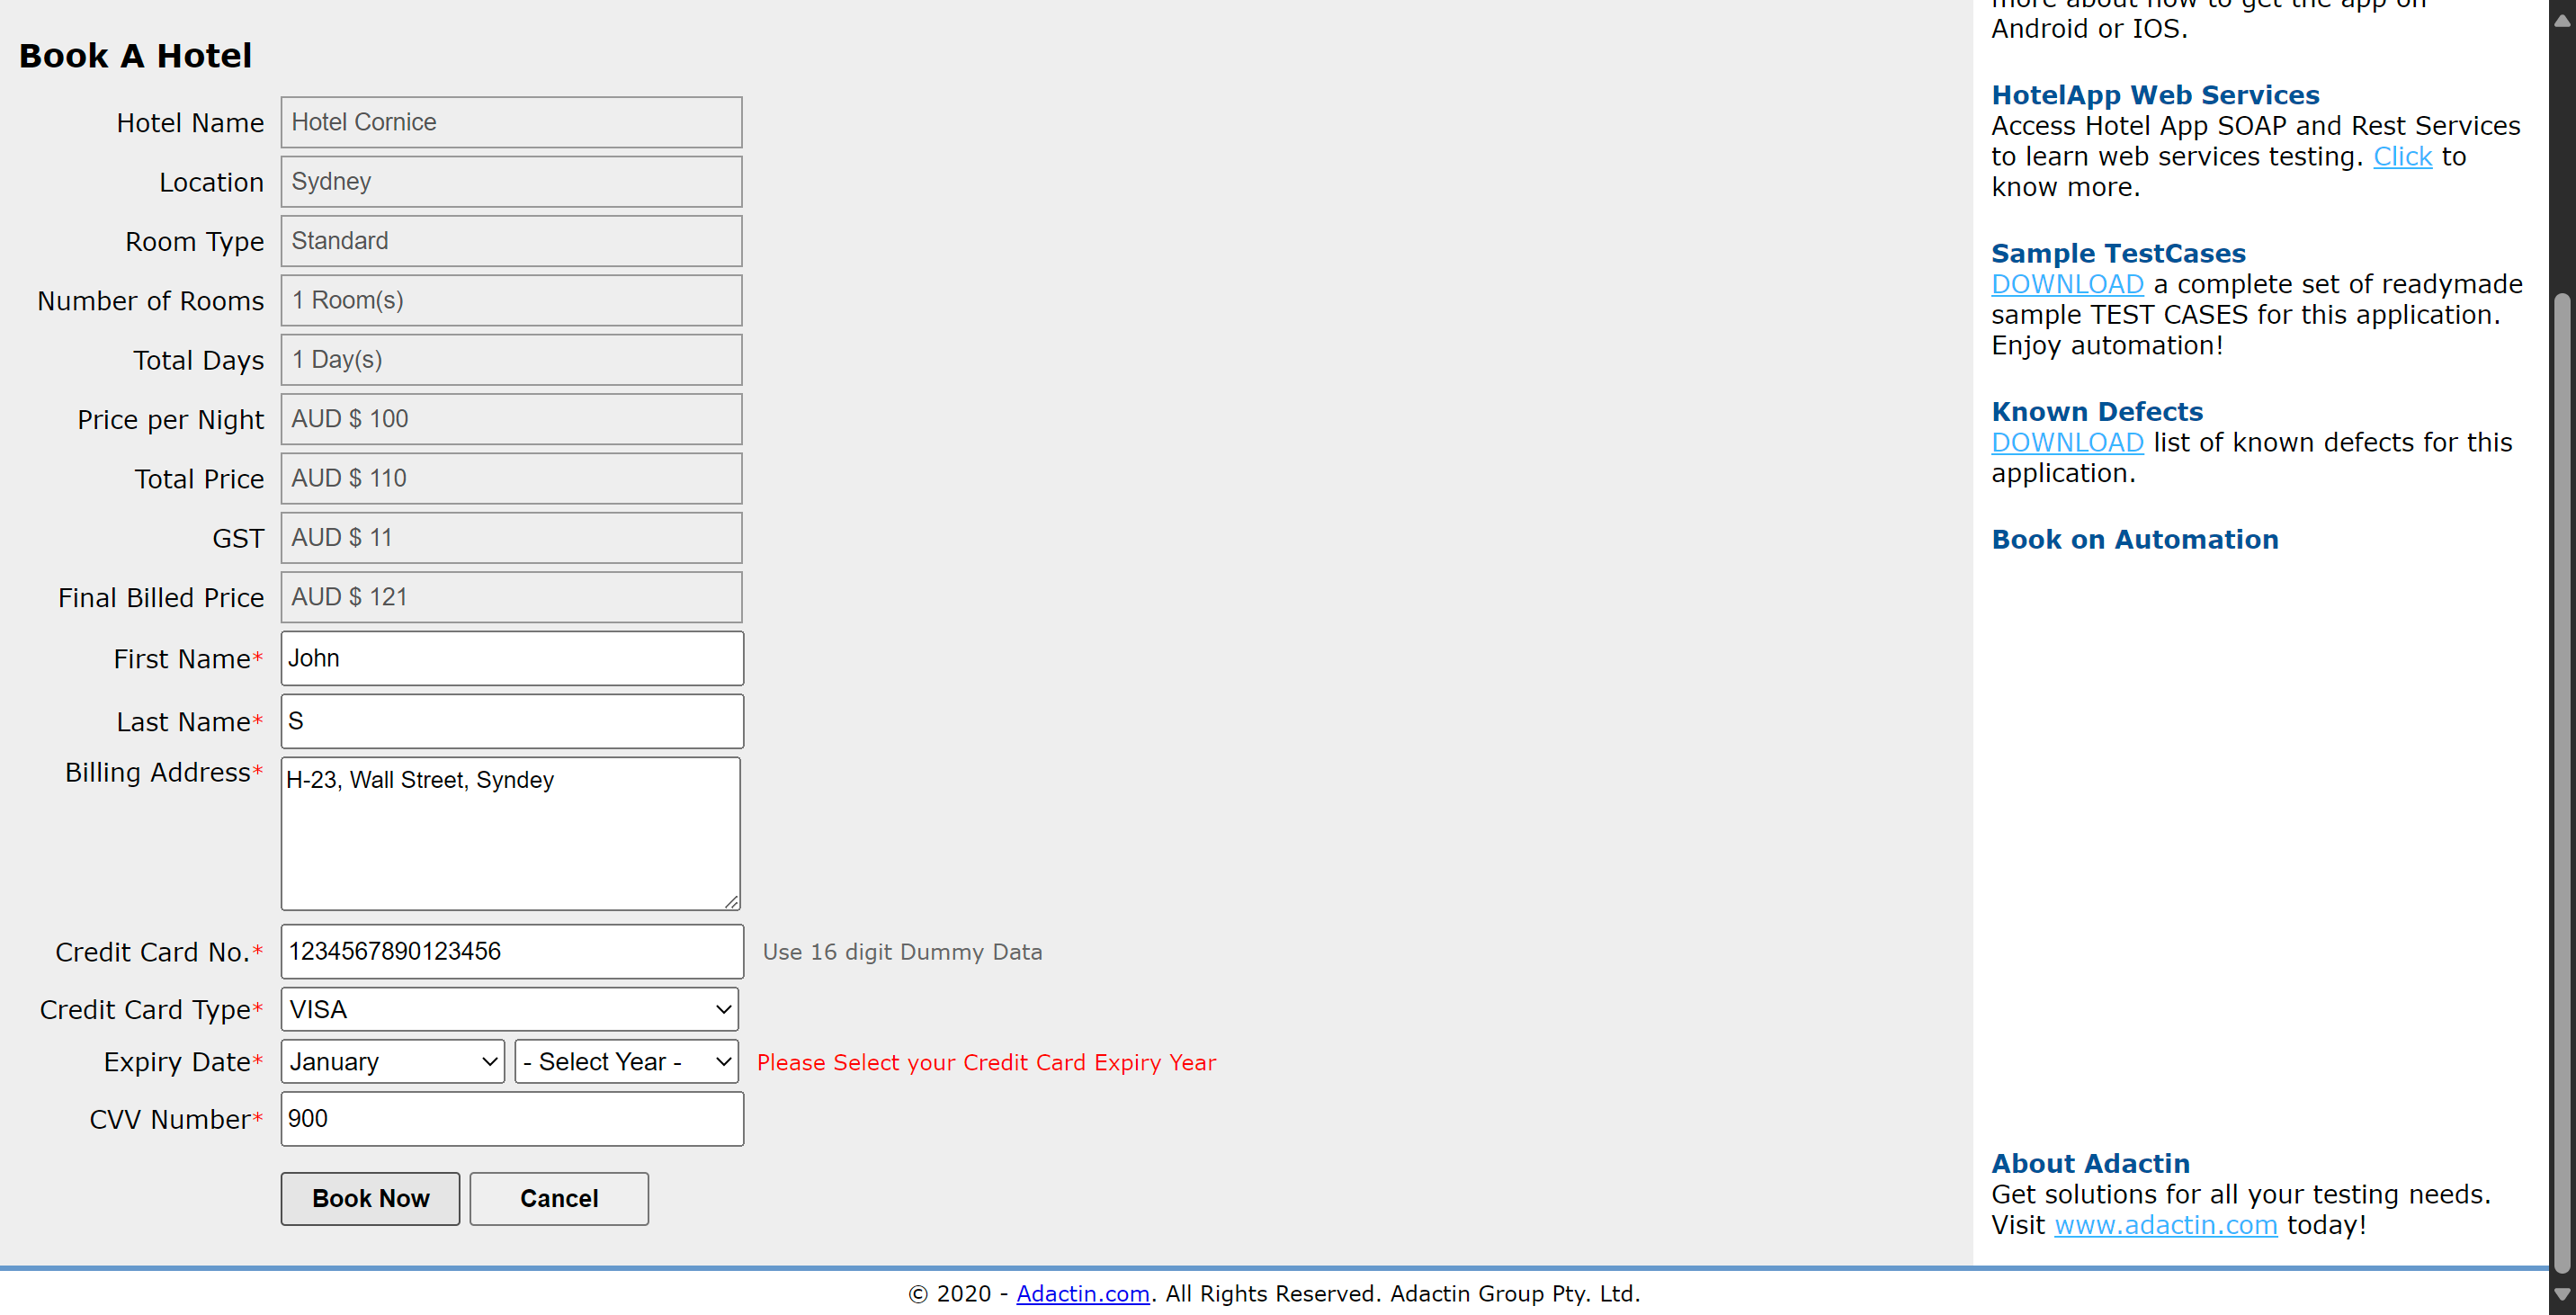 Book A Hotel
Hotel Name Hotel Cornice
Location Sydney
Room Type Standard
Number of Rooms 1 Room(s)
Total Days 1 Day(s)
Price per Night AUD $ 100
Total Price AUD $ 110
GST AUD $ 11
Final Billed Price AUD $ 121
First Name* John
Last Name* S
Billing Address* H-23, Wall Street, Syndey
Credit Card No.* 1234567890123456 Use 16 digit Dummy Data
Credit Card Type* VISA
Expiry Date* January - Select Year - Please Select your Credit Card Expiry Year
CVV Number* 900
Book Now Cancel
more about how to get the app on
Android or IOS.
HotelApp Web Services
Access Hotel App SOAP and Rest Services
to learn web services testing. Click to
know more.
Sample TestCases
DOWNLOAD a complete set of readymade
sample TEST CASES for this application.
Enjoy automation!
Known Defects
DOWNLOAD list of known defects for this
application.
Book on Automation
About Adactin
Get solutions for all your testing needs.
Visit www.adactin.com today!
© 2020 - Adactin.com. All Rights Reserved. Adactin Group Pty. Ltd.